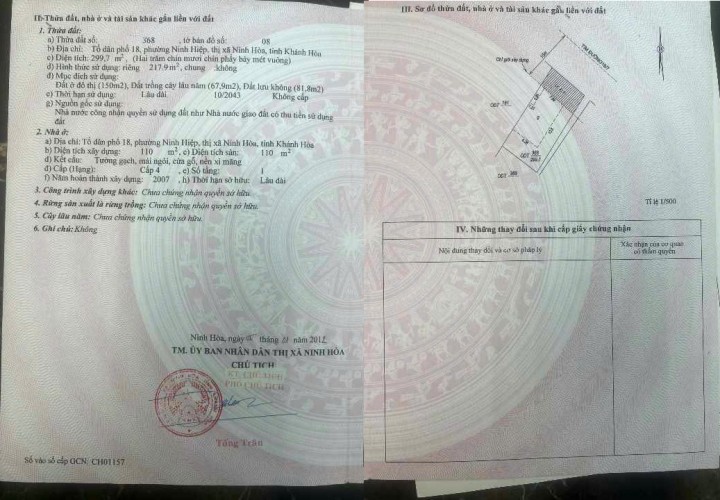 II-Thửa đất, nhà ở và tài sản khác gắn liền với đất
1. Thửa đất:
a) Thửa đất số: 368 , tờ bản đồ số: 08
b) Địa chỉ: Tổ dân phố 18, phường Ninh Hiệp, thị xã Ninh Hòa, tỉnh Khánh Hòa
c) Diện tích: 299,7 m², (Hai trăm chín mươi chín phẩy bảy mét vuông)
d) Hình thức sử dụng: riêng 217.9 m², chung :không
đ) Mục đích sử dụng:
Đất ở đô thị (150m2), Đất trồng cây lâu năm (67,9m2), Đất lưu không (81,8m2)
e) Thời hạn sử dụng: Lâu dài 10/2043 Không cấp
g) Nguồn gốc sử dụng:
Nhà nước công nhận quyền sử dụng đất như Nhà nước giao đất có thu tiền sử dụng
đất
2. Nhà ở:
a) Địa chỉ: Tổ dân phố 18, phường Ninh Hiệp, thị xã Ninh Hòa, tỉnh Khánh Hòa
b) Diện tích xây dựng: 110 m², c) Diện tích sàn: 110 m²
d) Kết cấu: Tường gạch, mái ngói, cửa gỗ, nền xi măng
đ) Cấp (Hạng): Cấp 4 , e) Số tầng: 1
f) Năm hoàn thành xây dựng: 2007 , h) Thời hạn sở hữu: Lâu dài
3. Công trình xây dựng khác: Chưa chứng nhận quyền sở hữu.
4. Rừng sản xuất là rừng trồng: Chưa chứng nhận quyền sở hữu.
5. Cây lâu năm: Chưa chứng nhận quyền sở hữu.
6. Ghi chú: Không
Ninh Hòa, ngày tháng năm 2012
TM. ỦY BAN NHÂN DÂN THỊ XÃ NINH HÒA
CHỦ TỊCH
KT. CHỦ TỊCH
PHÓ CHỦ TỊCH
Tống Trân
Số vào sổ cấp GCN: CH01157
III. Sơ đồ thửa đất, nhà ở và tài sản khác gắn liền với đất
Chỉ giới xây dựng
Tỉ lệ 1/500
IV. Những thay đổi sau khi cấp giấy chứng nhận
Nội dung thay đổi và cơ sở pháp lý
Xác nhận của cơ quan
có thẩm quyền